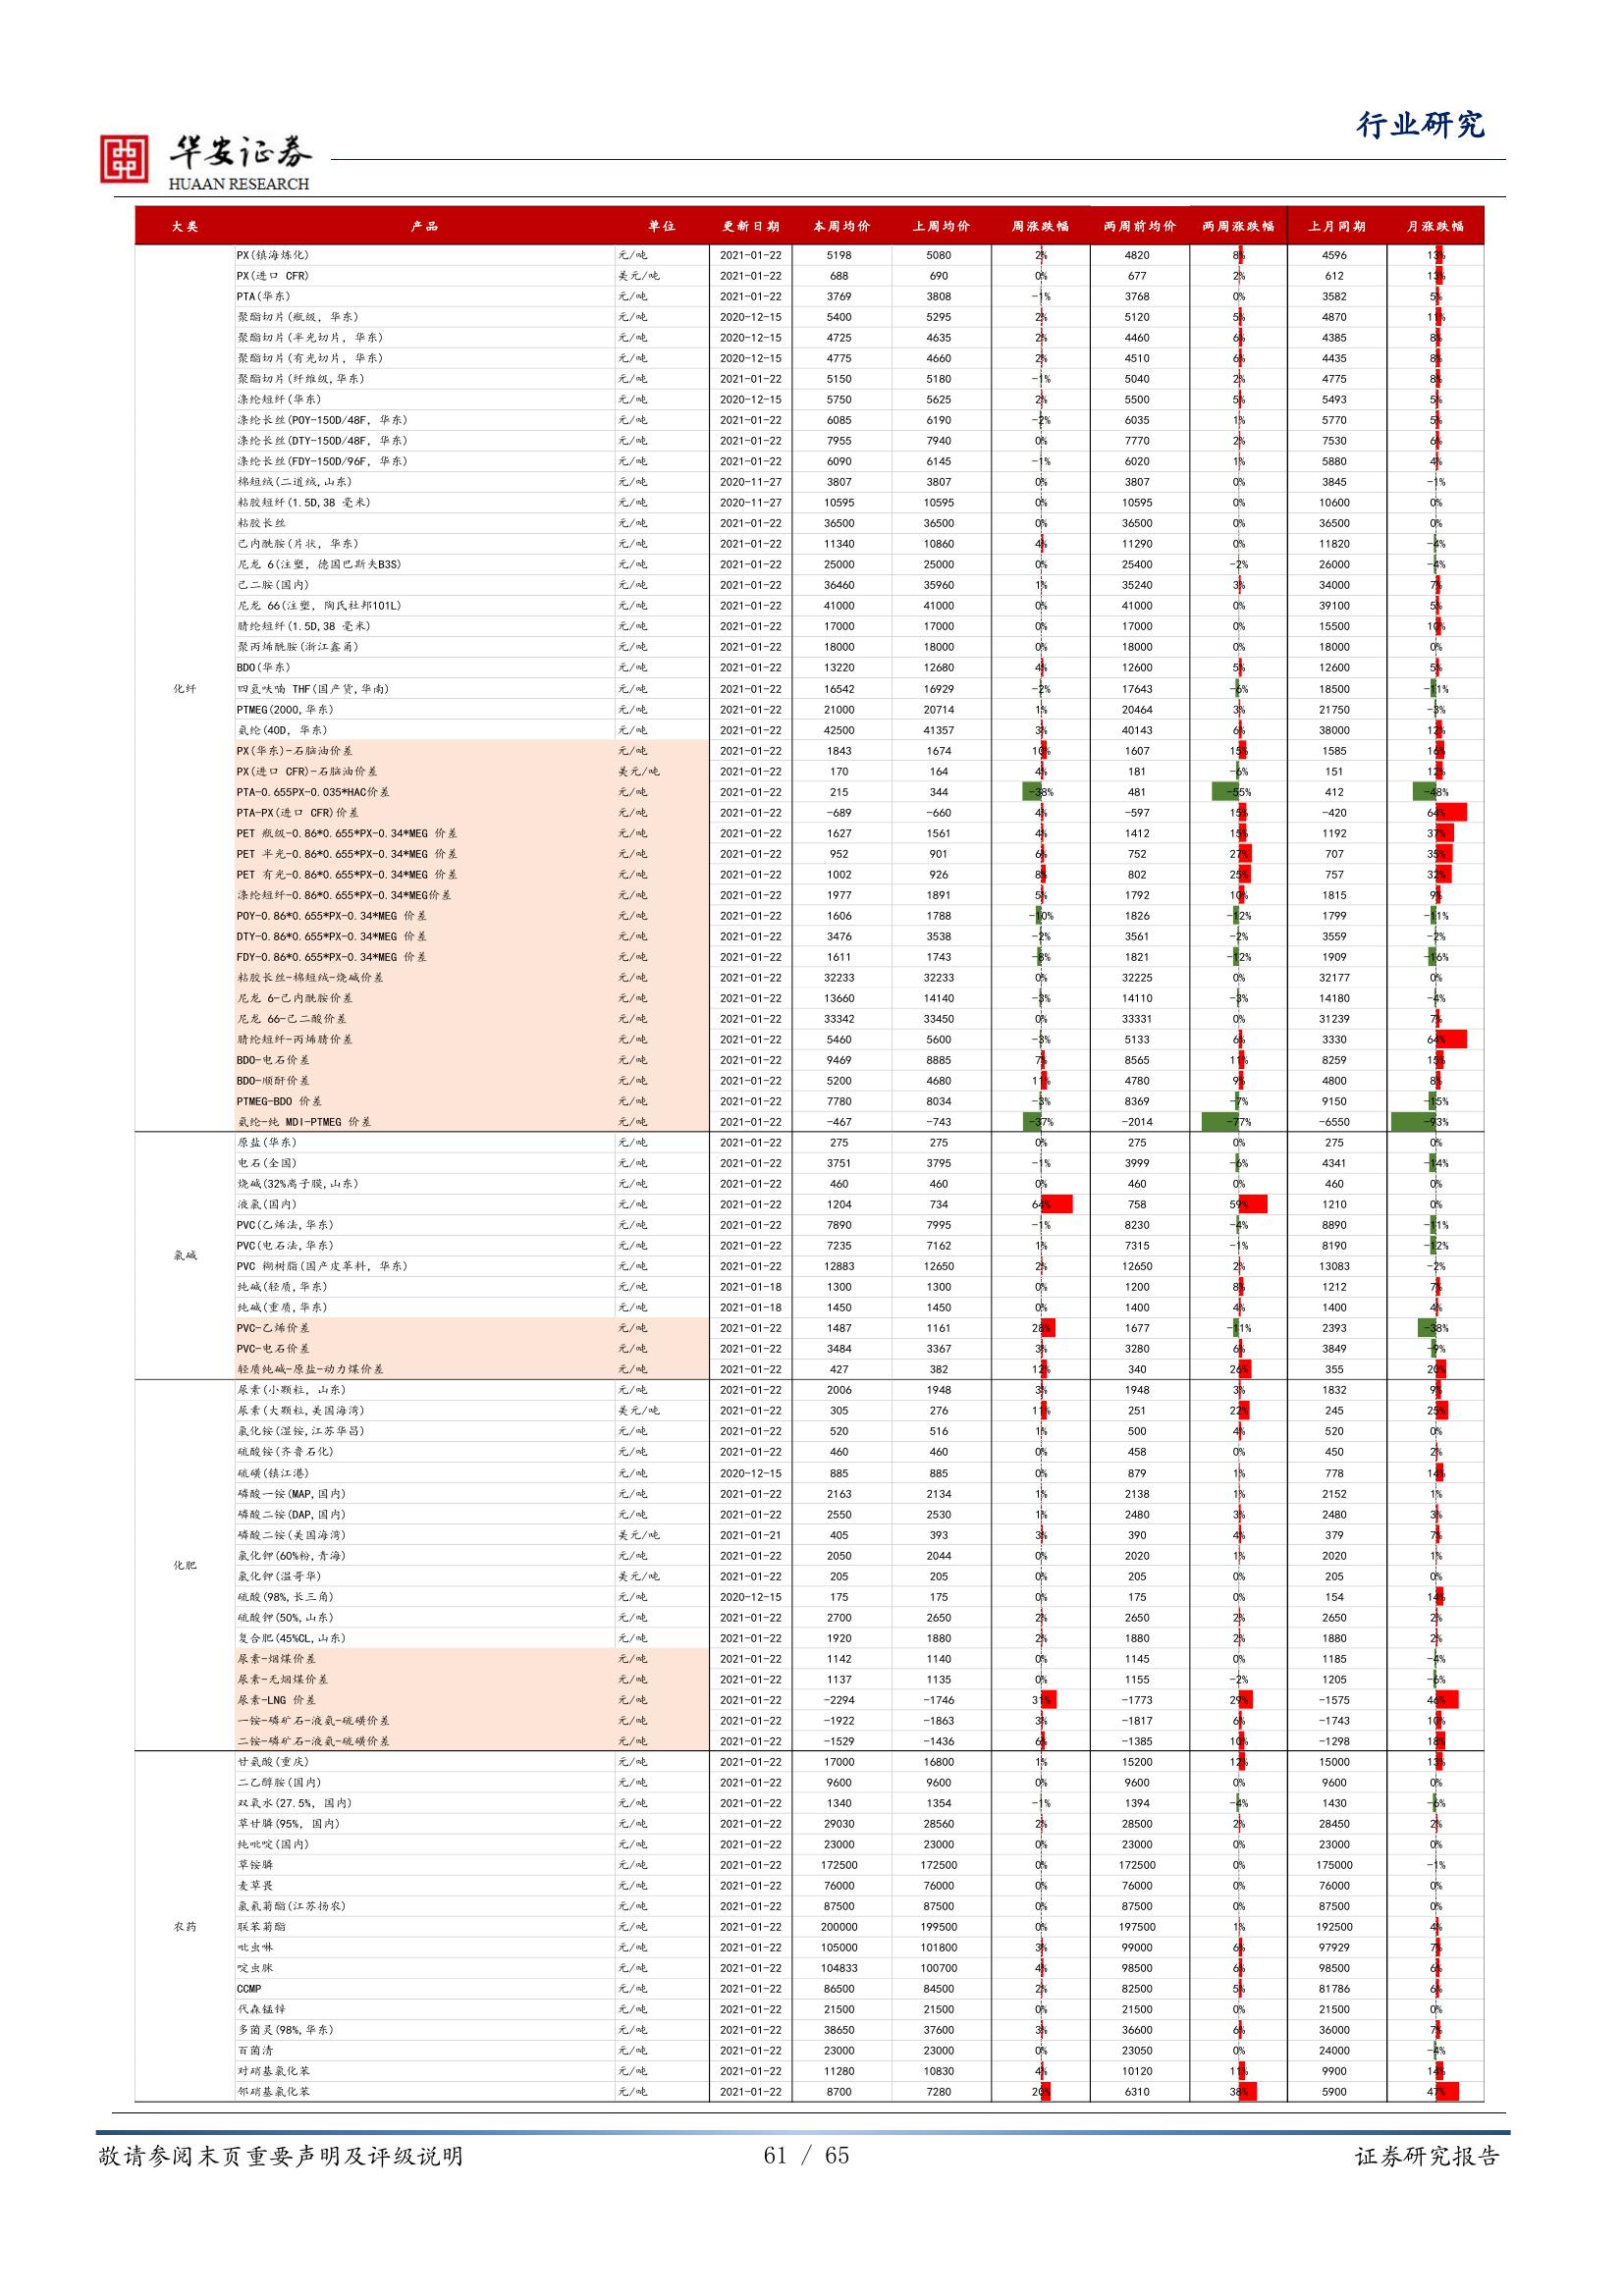 行业研究
华安证券
HUAAN RESEARCH
大类 产品 单位 更新日期 本周均价 上周均价 周涨跌幅 两周前均价 两周涨跌幅 上月同期 月涨跌幅
化纤
PX(镇海炼化) 元/吨 2021-01-22 5198 5080 2% 4820 8% 4596 13%
PX(进口 CFR) 美元/吨 2021-01-22 688 690 0% 677 2% 612 13%
PTA(华东) 元/吨 2021-01-22 3769 3808 -1% 3768 0% 3582 5%
聚酯切片(瓶级, 华东) 元/吨 2020-12-15 5400 5295 2% 5120 5% 4870 11%
聚酯切片(半光切片, 华东) 元/吨 2020-12-15 4725 4635 2% 4460 6% 4385 8%
聚酯切片(有光切片, 华东) 元/吨 2020-12-15 4775 4660 2% 4510 6% 4435 8%
聚酯切片(纤维级,华东) 元/吨 2021-01-22 5150 5180 -1% 5040 2% 4775 8%
涤纶短纤(华东) 元/吨 2020-12-15 5750 5625 2% 5500 5% 5493 5%
涤纶长丝(POY-150D/48F, 华东) 元/吨 2021-01-22 6085 6190 -2% 6035 1% 5770 5%
涤纶长丝(DTY-150D/48F, 华东) 元/吨 2021-01-22 7955 7940 0% 7770 2% 7530 6%
涤纶长丝(FDY-150D/96F, 华东) 元/吨 2021-01-22 6090 6145 -1% 6020 1% 5880 4%
棉短绒(二道绒,山东) 元/吨 2020-11-27 3807 3807 0% 3807 0% 3845 -1%
粘胶短纤(1.5D,38 毫米) 元/吨 2020-11-27 10595 10595 0% 10595 0% 10600 0%
粘胶长丝 元/吨 2021-01-22 36500 36500 0% 36500 0% 36500 0%
己内酰胺(片状, 华东) 元/吨 2021-01-22 11340 10860 4% 11290 0% 11820 -4%
尼龙 6(注塑, 德国巴斯夫B3S) 元/吨 2021-01-22 25000 25000 0% 25400 -2% 26000 -4%
己二胺(国内) 元/吨 2021-01-22 36460 35960 1% 35240 3% 34000 7%
尼龙 66(注塑, 陶氏杜邦101L) 元/吨 2021-01-22 41000 41000 0% 41000 0% 39100 5%
腈纶短纤(1.5D,38 毫米) 元/吨 2021-01-22 17000 17000 0% 17000 0% 15500 10%
聚丙烯酰胺(浙江鑫甬) 元/吨 2021-01-22 18000 18000 0% 18000 0% 18000 0%
BDO(华东) 元/吨 2021-01-22 13220 12680 4% 12600 5% 12600 5%
四氢呋喃 THF(国产货,华南) 元/吨 2021-01-22 16542 16929 -2% 17643 -6% 18500 -11%
PTMEG(2000,华东) 元/吨 2021-01-22 21000 20714 1% 20464 3% 21750 -3%
氨纶(40D, 华东) 元/吨 2021-01-22 42500 41357 3% 40143 6% 38000 12%
PX(华东)-石脑油价差 元/吨 2021-01-22 1843 1674 10% 1607 15% 1585 16%
PX(进口 CFR)-石脑油价差 美元/吨 2021-01-22 170 164 4% 181 -6% 151 12%
PTA-0.655PX-0.035*HAC价差 元/吨 2021-01-22 215 344 -38% 481 -55% 412 -48%
PTA-PX(进口 CFR)价差 元/吨 2021-01-22 -689 -660 4% -597 15% -420 64%
PET 瓶级-0.86*0.655*PX-0.34*MEG 价差 元/吨 2021-01-22 1627 1561 4% 1412 15% 1192 37%
PET 半光-0.86*0.655*PX-0.34*MEG 价差 元/吨 2021-01-22 952 901 6% 752 27% 707 35%
PET 有光-0.86*0.655*PX-0.34*MEG 价差 元/吨 2021-01-22 1002 926 8% 802 25% 757 32%
涤纶短纤-0.86*0.655*PX-0.34*MEG价差 元/吨 2021-01-22 1977 1891 5% 1792 10% 1815 9%
POY-0.86*0.655*PX-0.34*MEG 价差 元/吨 2021-01-22 1606 1788 -10% 1826 -12% 1799 -11%
DTY-0.86*0.655*PX-0.34*MEG 价差 元/吨 2021-01-22 3476 3538 -2% 3561 -2% 3559 -2%
FDY-0.86*0.655*PX-0.34*MEG 价差 元/吨 2021-01-22 1611 1743 -8% 1821 -12% 1909 -16%
粘胶长丝-棉短绒-烧碱价差 元/吨 2021-01-22 32233 32233 0% 32225 0% 32177 0%
尼龙 6-己内酰胺价差 元/吨 2021-01-22 13660 14140 -3% 14110 -3% 14180 -4%
尼龙 66-己二酸价差 元/吨 2021-01-22 33342 33450 0% 33331 0% 31239 7%
腈纶短纤-丙烯腈价差 元/吨 2021-01-22 5460 5600 -3% 5133 6% 3330 64%
BDO-电石价差 元/吨 2021-01-22 9469 8885 7% 8565 11% 8259 15%
BDO-顺酐价差 元/吨 2021-01-22 5200 4680 11% 4780 9% 4800 8%
PTMEG-BDO 价差 元/吨 2021-01-22 7780 8034 -3% 8369 -7% 9150 -15%
氨纶-纯 MDI-PTMEG 价差 元/吨 2021-01-22 -467 -743 -37% -2014 -77% -6550 -93%
氯碱
原盐(华东) 元/吨 2021-01-22 275 275 0% 275 0% 275 0%
电石(全国) 元/吨 2021-01-22 3751 3795 -1% 3999 -6% 4341 -14%
烧碱(32%离子膜,山东) 元/吨 2021-01-22 460 460 0% 460 0% 460 0%
液氯(国内) 元/吨 2021-01-22 1204 734 64% 758 59% 1210 0%
PVC(乙烯法,华东) 元/吨 2021-01-22 7890 7995 -1% 8230 -4% 8890 -11%
PVC(电石法,华东) 元/吨 2021-01-22 7235 7162 1% 7315 -1% 8190 -12%
PVC 糊树脂(国产皮革料, 华东) 元/吨 2021-01-22 12883 12650 2% 12650 2% 13083 -2%
纯碱(轻质,华东) 元/吨 2021-01-18 1300 1300 0% 1200 8% 1212 7%
纯碱(重质,华东) 元/吨 2021-01-18 1450 1450 0% 1400 4% 1400 4%
PVC-乙烯价差 元/吨 2021-01-22 1487 1161 28% 1677 -11% 2393 -38%
PVC-电石价差 元/吨 2021-01-22 3484 3367 3% 3280 6% 3849 -9%
轻质纯碱-原盐-动力煤价差 元/吨 2021-01-22 427 382 12% 340 26% 355 20%
化肥
尿素(小颗粒, 山东) 元/吨 2021-01-22 2006 1948 3% 1948 3% 1832 9%
尿素(大颗粒,美国海湾) 美元/吨 2021-01-22 305 276 11% 251 22% 245 25%
氯化铵(湿铵,江苏华昌) 元/吨 2021-01-22 520 516 1% 500 4% 520 0%
硫酸铵(齐鲁石化) 元/吨 2021-01-22 460 460 0% 458 0% 450 2%
硫磺(镇江港) 元/吨 2020-12-15 885 885 0% 879 1% 778 14%
磷酸一铵(MAP,国内) 元/吨 2021-01-22 2163 2134 1% 2138 1% 2152 1%
磷酸二铵(DAP,国内) 元/吨 2021-01-22 2550 2530 1% 2480 3% 2480 3%
磷酸二铵(美国海湾) 美元/吨 2021-01-21 405 393 3% 390 4% 379 7%
氯化钾(60%粉,青海) 元/吨 2021-01-22 2050 2044 0% 2020 1% 2020 1%
氯化钾(温哥华) 美元/吨 2021-01-22 205 205 0% 205 0% 205 0%
硫酸(98%,长三角) 元/吨 2020-12-15 175 175 0% 175 0% 154 14%
硫酸钾(50%,山东) 元/吨 2021-01-22 2700 2650 2% 2650 2% 2650 2%
复合肥(45%CL,山东) 元/吨 2021-01-22 1920 1880 2% 1880 2% 1880 2%
尿素-烟煤价差 元/吨 2021-01-22 1142 1140 0% 1145 0% 1185 -4%
尿素-无烟煤价差 元/吨 2021-01-22 1137 1135 0% 1155 -2% 1205 -6%
尿素-LNG 价差 元/吨 2021-01-22 -2294 -1746 31% -1773 29% -1575 46%
一铵-磷矿石-液氨-硫磺价差 元/吨 2021-01-22 -1922 -1863 3% -1817 6% -1743 10%
二铵-磷矿石-液氨-硫磺价差 元/吨 2021-01-22 -1529 -1436 6% -1385 10% -1298 18%
农药
甘氨酸(重庆) 元/吨 2021-01-22 17000 16800 1% 15200 12% 15000 13%
二乙醇胺(国内) 元/吨 2021-01-22 9600 9600 0% 9600 0% 9600 0%
双氧水(27.5%, 国内) 元/吨 2021-01-22 1340 1354 -1% 1394 -4% 1430 -6%
草甘膦(95%, 国内) 元/吨 2021-01-22 29030 28560 2% 28500 2% 28450 2%
纯吡啶(国内) 元/吨 2021-01-22 23000 23000 0% 23000 0% 23000 0%
草铵膦 元/吨 2021-01-22 172500 172500 0% 172500 0% 175000 -1%
麦草畏 元/吨 2021-01-22 76000 76000 0% 76000 0% 76000 0%
氯氰菊酯(江苏扬农) 元/吨 2021-01-22 87500 87500 0% 87500 0% 87500 0%
联苯菊酯 元/吨 2021-01-22 200000 199500 0% 197500 1% 192500 4%
吡虫啉 元/吨 2021-01-22 105000 101800 3% 99000 6% 97929 7%
啶虫脒 元/吨 2021-01-22 104833 100700 4% 98500 6% 98500 6%
CCMP 元/吨 2021-01-22 86500 84500 2% 82500 5% 81786 6%
代森锰锌 元/吨 2021-01-22 21500 21500 0% 21500 0% 21500 0%
多菌灵(98%,华东) 元/吨 2021-01-22 38650 37600 3% 36600 6% 36000 7%
百菌清 元/吨 2021-01-22 23000 23000 0% 23050 0% 24000 -4%
对硝基氯化苯 元/吨 2021-01-22 11280 10830 4% 10120 11% 9900 14%
邻硝基氯化苯 元/吨 2021-01-22 8700 7280 20% 6310 38% 5900 47%
敬请参阅末页重要声明及评级说明 61 / 65 证券研究报告